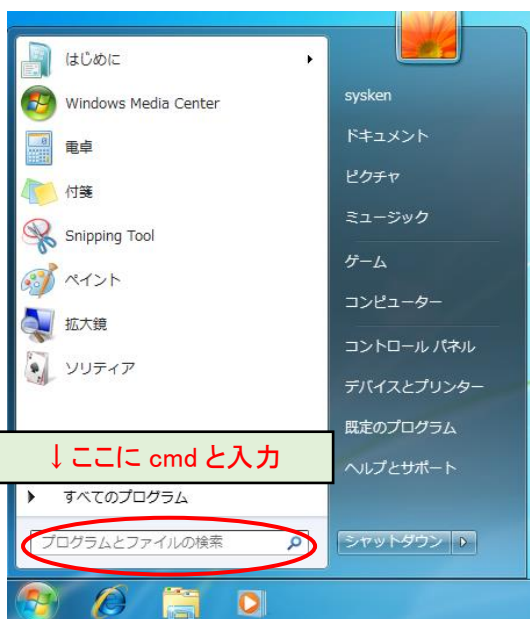 はじめに
Windows Media Center
電卓
付箋
Snipping Tool
ペイント
拡大鏡
ソリティア
↓ここに cmd と入力
すべてのプログラム
プログラムとファイルの検索
sysken
ドキュメント
ピクチャ
ミュージック
ゲーム
コンピューター
コントロール パネル
デバイスとプリンター
既定のプログラム
ヘルプとサポート
シャットダウン